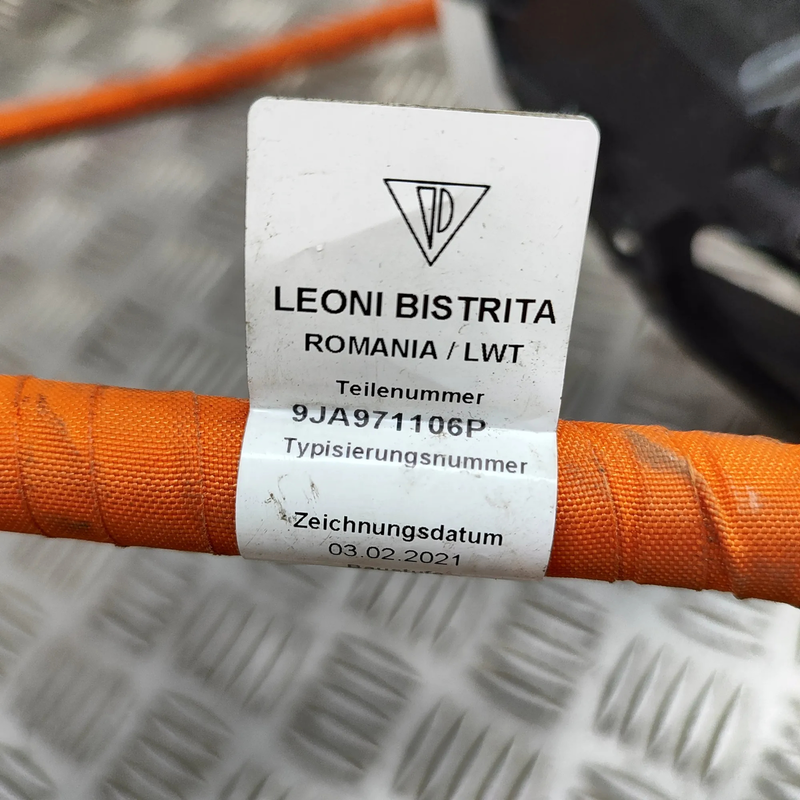 LEONI BISTRITA
ROMANIA / LWT
Teilenummer
9JA971106P
Typisierungsnummer
Zeichnungsdatum
03.02.2021